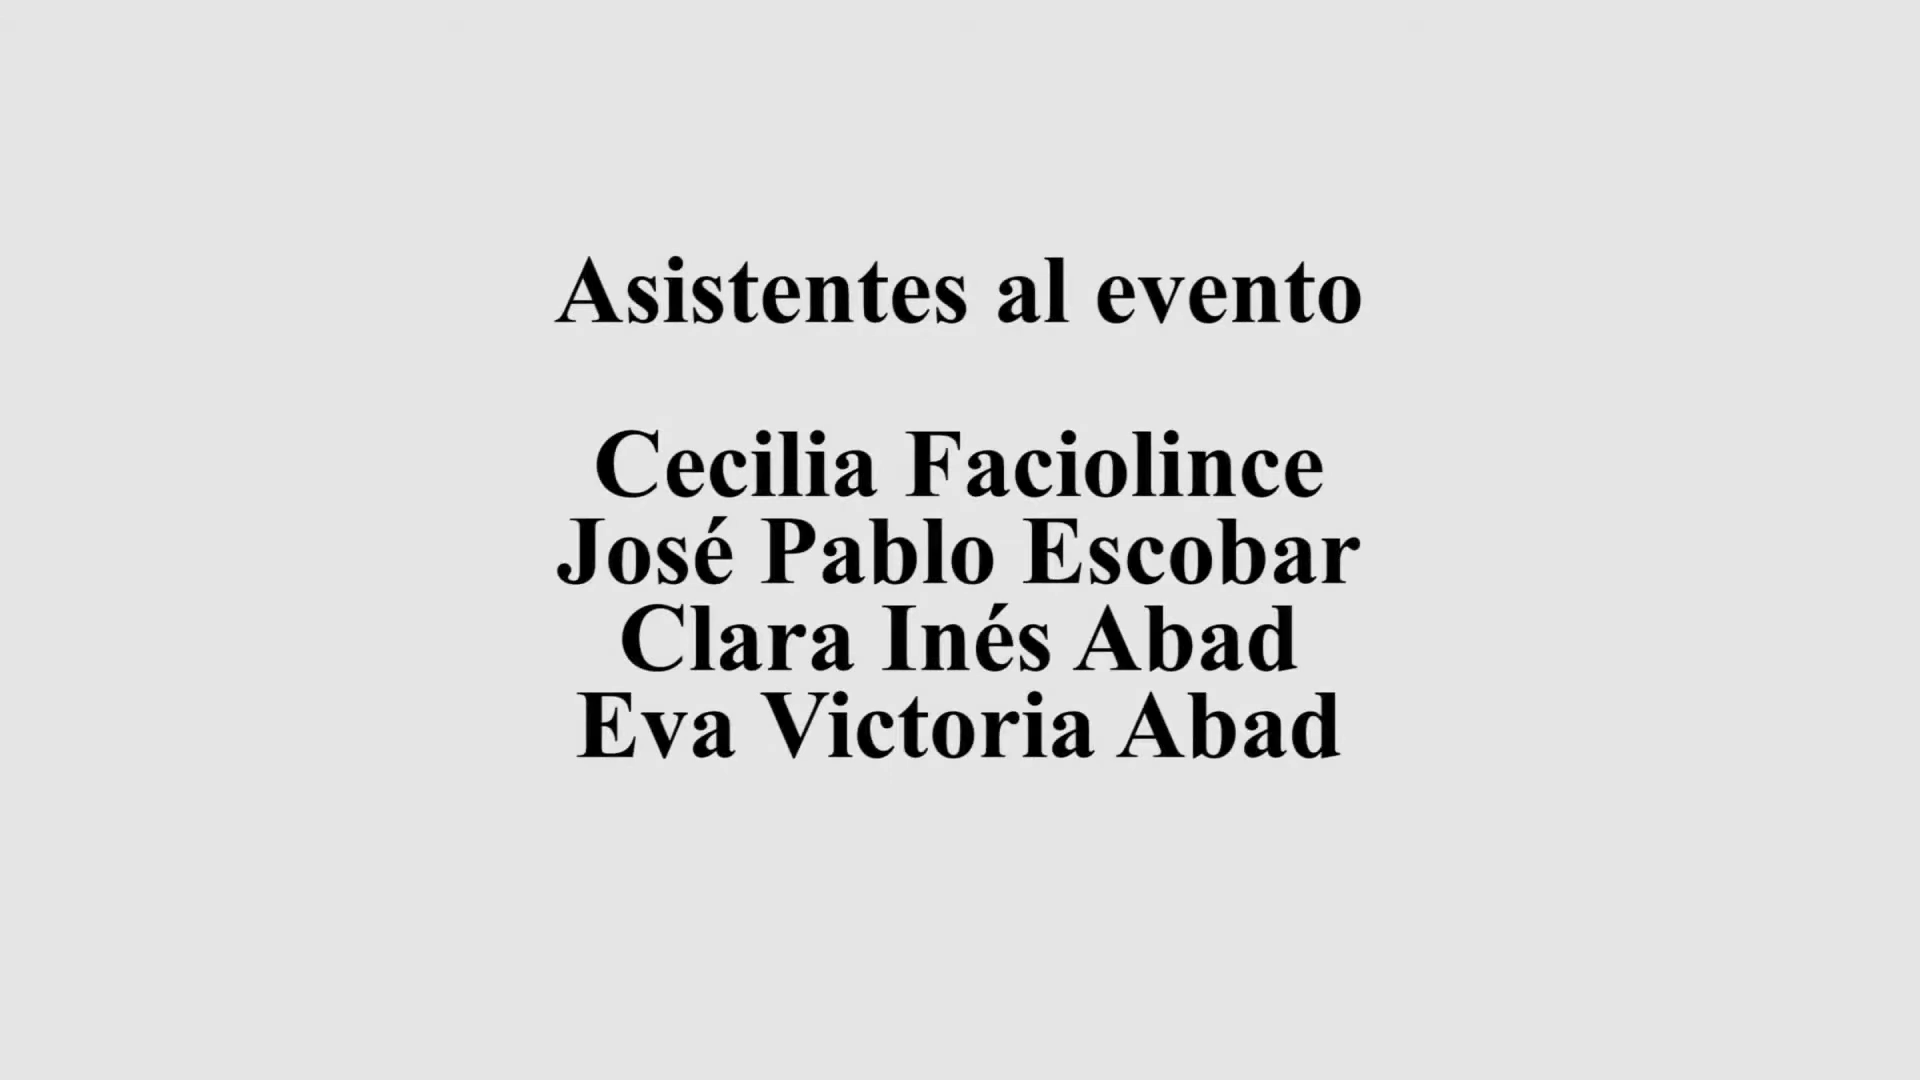 Asistentes al evento
Cecilia Faciolince
José Pablo Escobar
Clara Inés Abad
Eva Victoria Abad